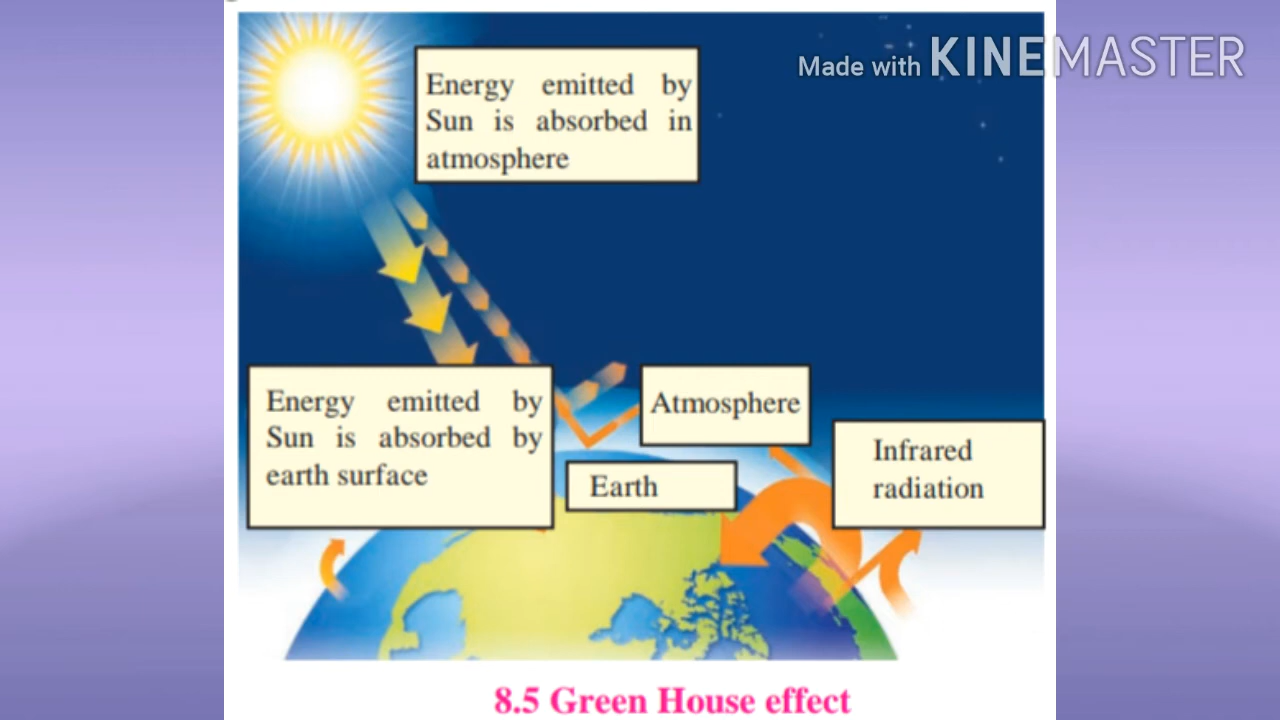 Made with KINEMASTER
Energy emitted by
Sun is absorbed in
atmosphere
Energy emitted by
Sun is absorbed by
earth surface
Atmosphere
Earth
Infrared
radiation
8.5 Green House effect